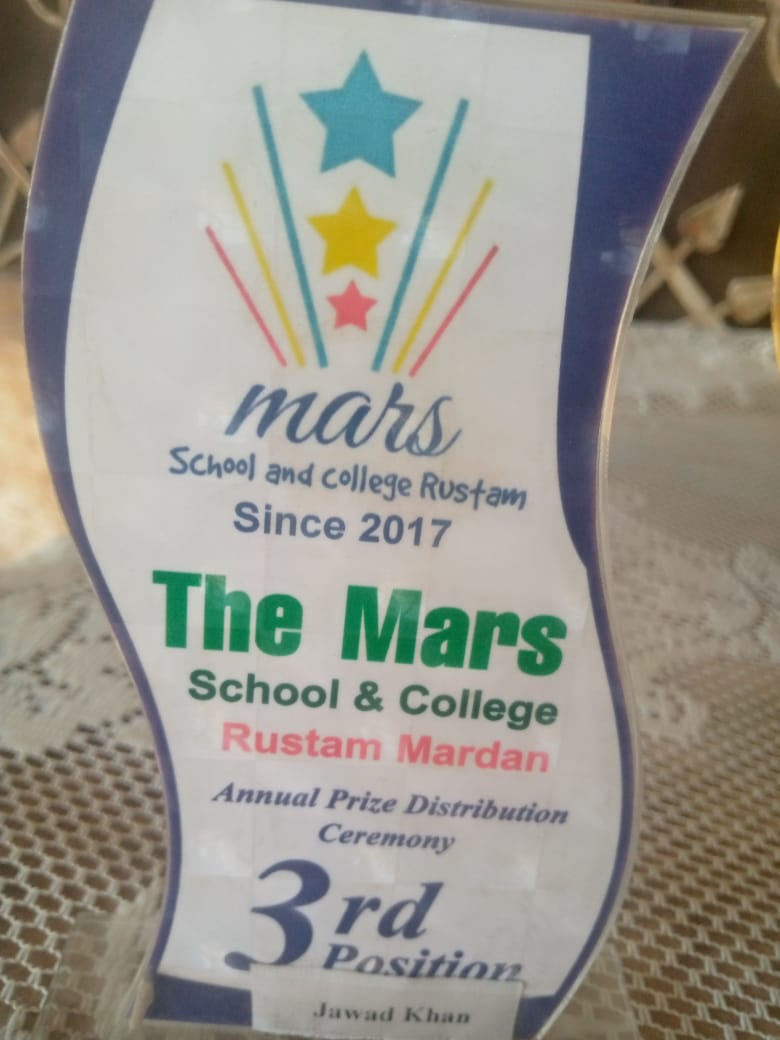 mars
School and college Rustam
Since 2017
The Mars
School & College
Rustam Mardan
Annual Prize Distribution
Ceremony
3rd
Position
Jawad Khan